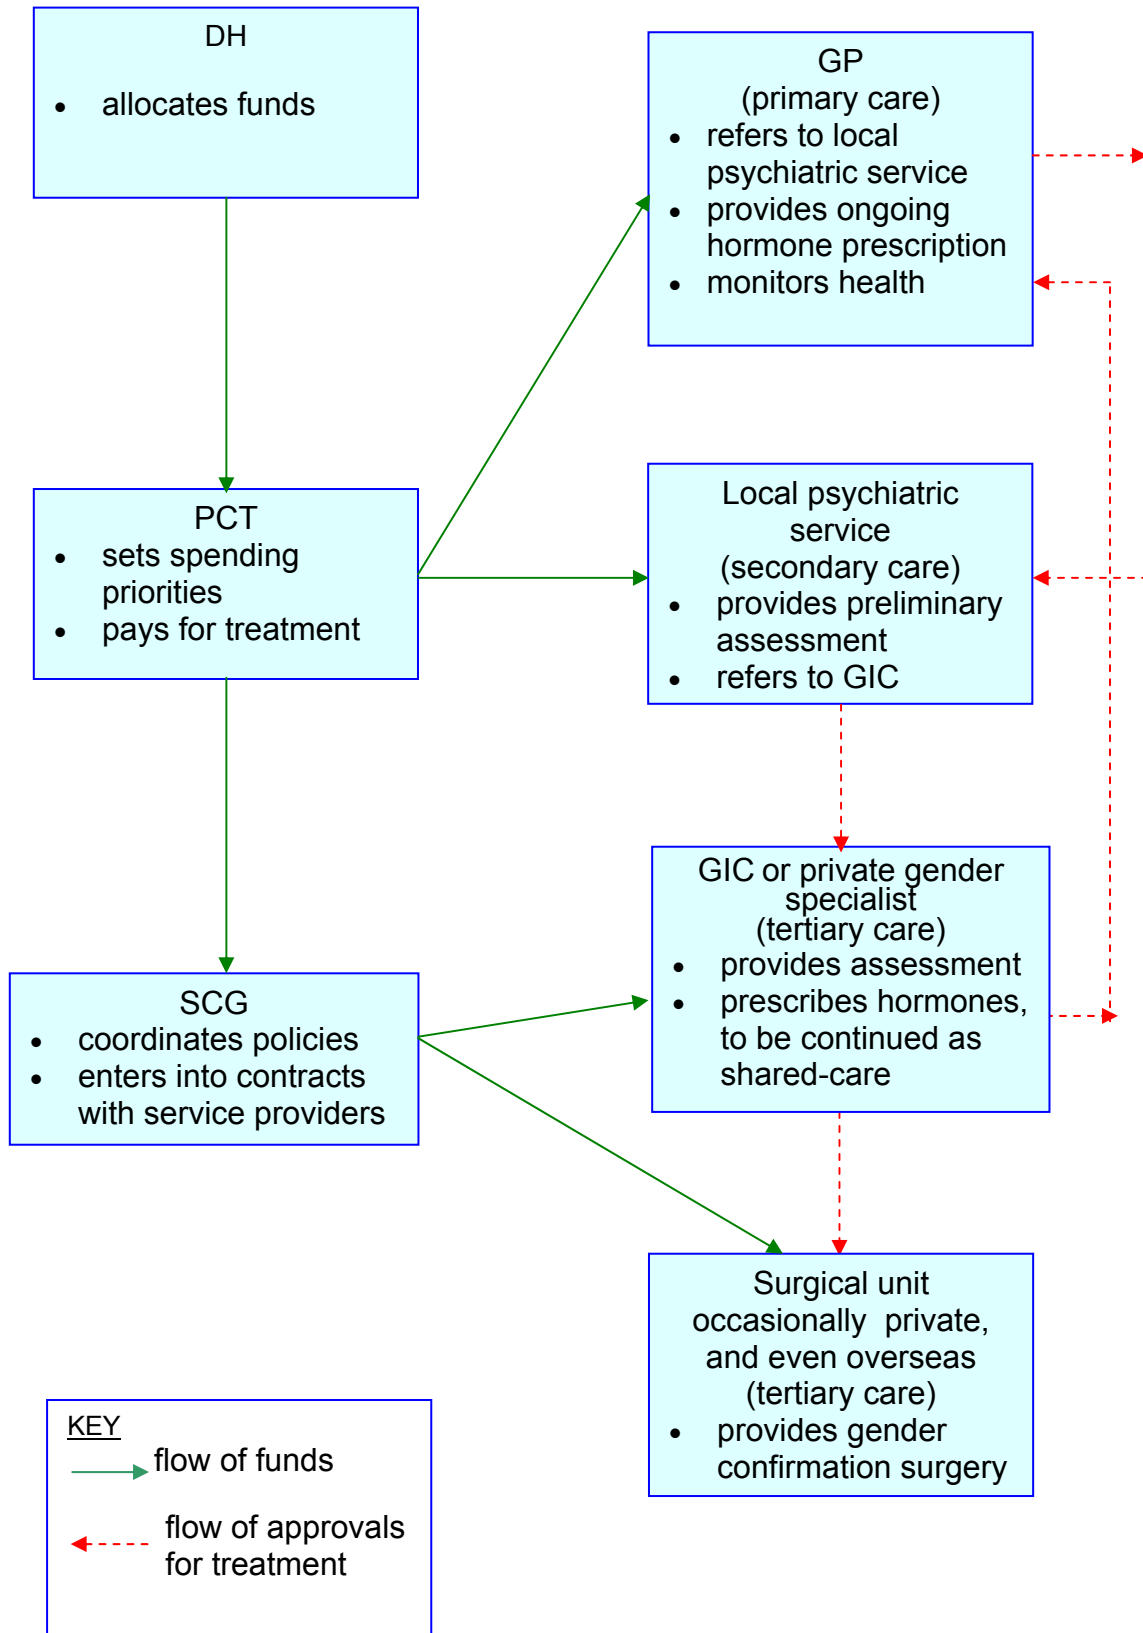 DH
• allocates funds
GP
(primary care)
• refers to local
psychiatric service
• provides ongoing
hormone prescription
• monitors health
PCT
• sets spending
priorities
• pays for treatment
Local psychiatric
service
(secondary care)
• provides preliminary
assessment
• refers to GIC
GIC or private gender
specialist
(tertiary care)
• provides assessment
• prescribes hormones,
to be continued as
shared-care
SCG
• coordinates policies
• enters into contracts
with service providers
Surgical unit
occasionally private,
and even overseas
(tertiary care)
• provides gender
confirmation surgery
KEY
flow of funds
flow of approvals
for treatment